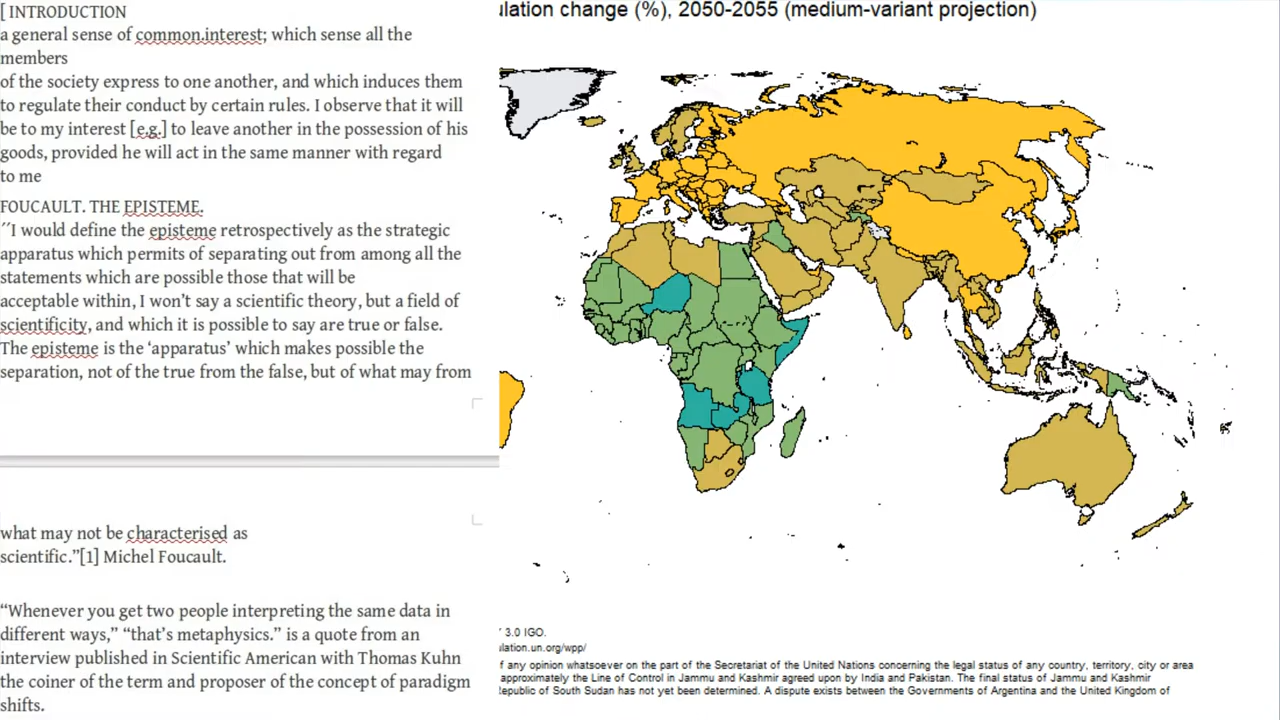 [ INTRODUCTION
a general sense of common.interest; which sense all the
members
of the society express to one another, and which induces them
to regulate their conduct by certain rules. I observe that it will
be to my interest [e.g.] to leave another in the possession of his
goods, provided he will act in the same manner with regard
to me
FOUCAULT. THE EPISTEME.
´´I would define the episteme retrospectively as the strategic
apparatus which permits of separating out from among all the
statements which are possible those that will be
acceptable within, I won’t say a scientific theory, but a field of
scientificity, and which it is possible to say are true or false.
The episteme is the ‘apparatus’ which makes possible the
separation, not of the true from the false, but of what may from
what may not be characterised as
scientific.”[1] Michel Foucault.
“Whenever you get two people interpreting the same data in
different ways,” “that’s metaphysics.” is a quote from an
interview published in Scientific American with Thomas Kuhn
the coiner of the term and proposer of the concept of paradigm
shifts.
ulation change (%), 2050-2055 (medium-variant projection)
3.0 IGO.
ulation.un.org/wpp/
f any opinion whatsoever on the part of the Secretariat of the United Nations concerning the legal status of any country, territory, city or area
approximately the Line of Control in Jammu and Kashmir agreed upon by India and Pakistan. The final status of Jammu and Kashmir
Republic of South Sudan has not yet been determined. A dispute exists between the Governments of Argentina and the United Kingdom of